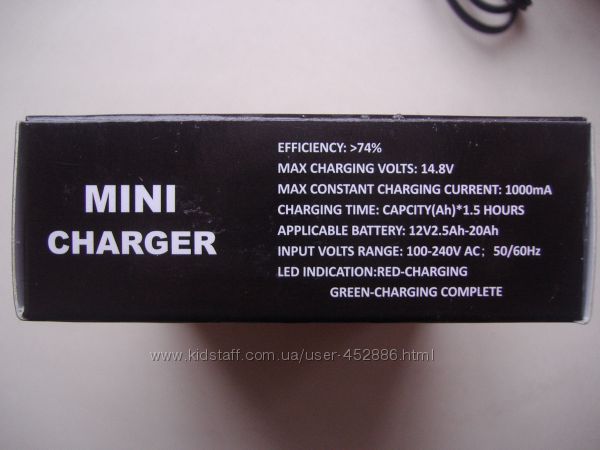 MINI
CHARGER
EFFICIENCY: >74%
MAX CHARGING VOLTS: 14.8V
MAX CONSTANT CHARGING CURRENT: 1000mA
CHARGING TIME: CAPCITY(Ah)*1.5 HOURS
APPLICABLE BATTERY: 12V2.5Ah-20Ah
INPUT VOLTS RANGE: 100-240V AC; 50/60Hz
LED INDICATION:RED-CHARGING
GREEN-CHARGING COMPLETE
www.kidstaff.com.ua/user-452886.html